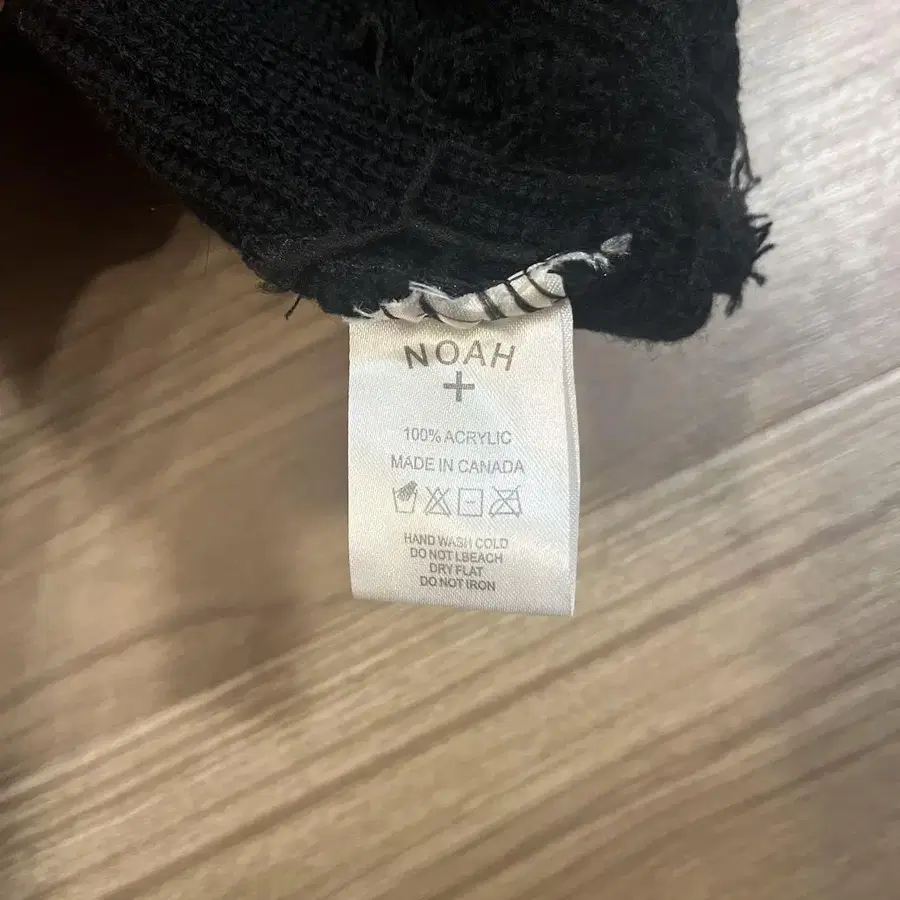 NOAH
+
100% ACRYLIC
MADE IN CANADA
HAND WASH COLD
DO NOT LBEACH
DRY FLAT
DO NOT IRON